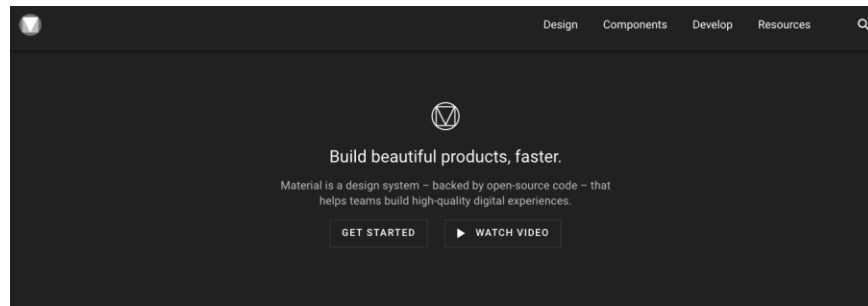 Design Components Develop Resources
Build beautiful products, faster.
Material is a design system – backed by open-source code – that
helps teams build high-quality digital experiences.
GET STARTED WATCH VIDEO